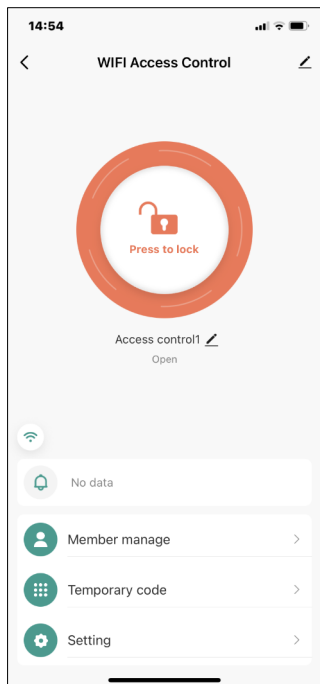 14:54
WIFI Access Control
Press to lock
Access control1
Open
No data
Member manage
Temporary code
Setting